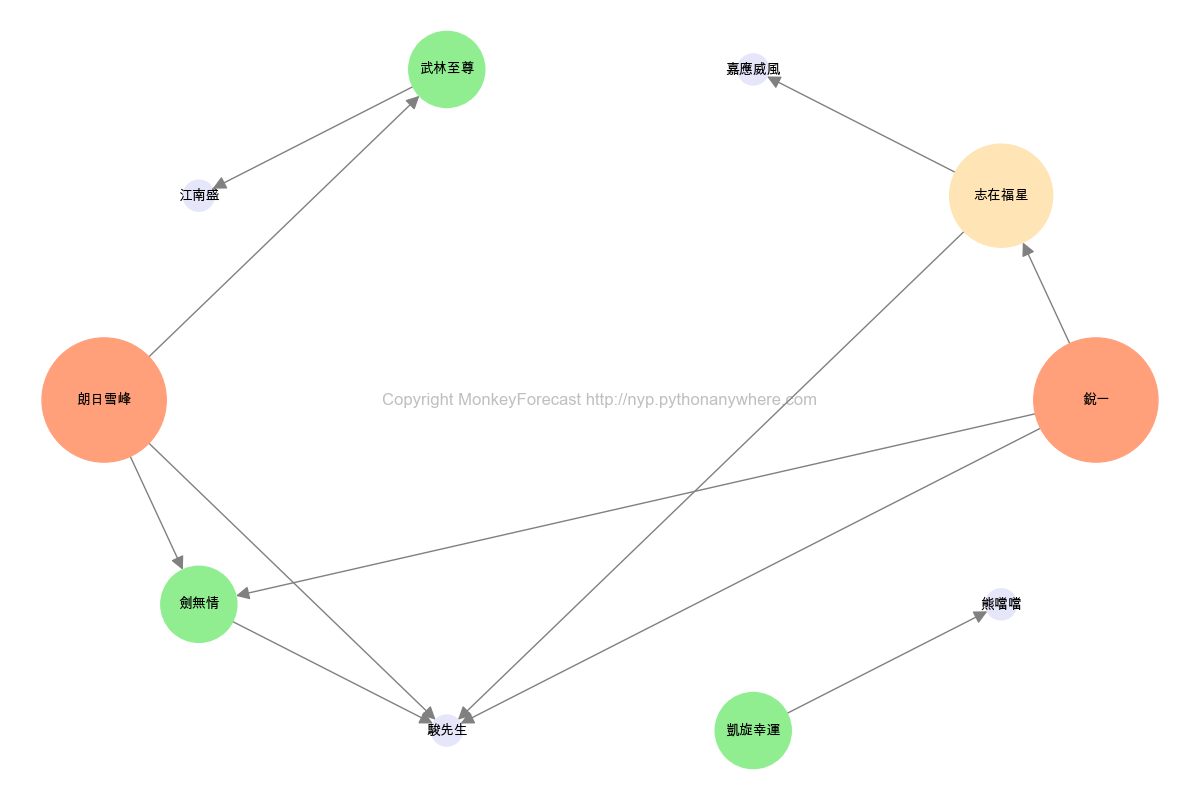 武林至尊
嘉應威風
江南盛
志在福星
朗日雪峰
Copyright MonkeyForecast http://nyp.pythonanywhere.com
銳一
劍無情
熊噹噹
駿先生
凱旋幸運